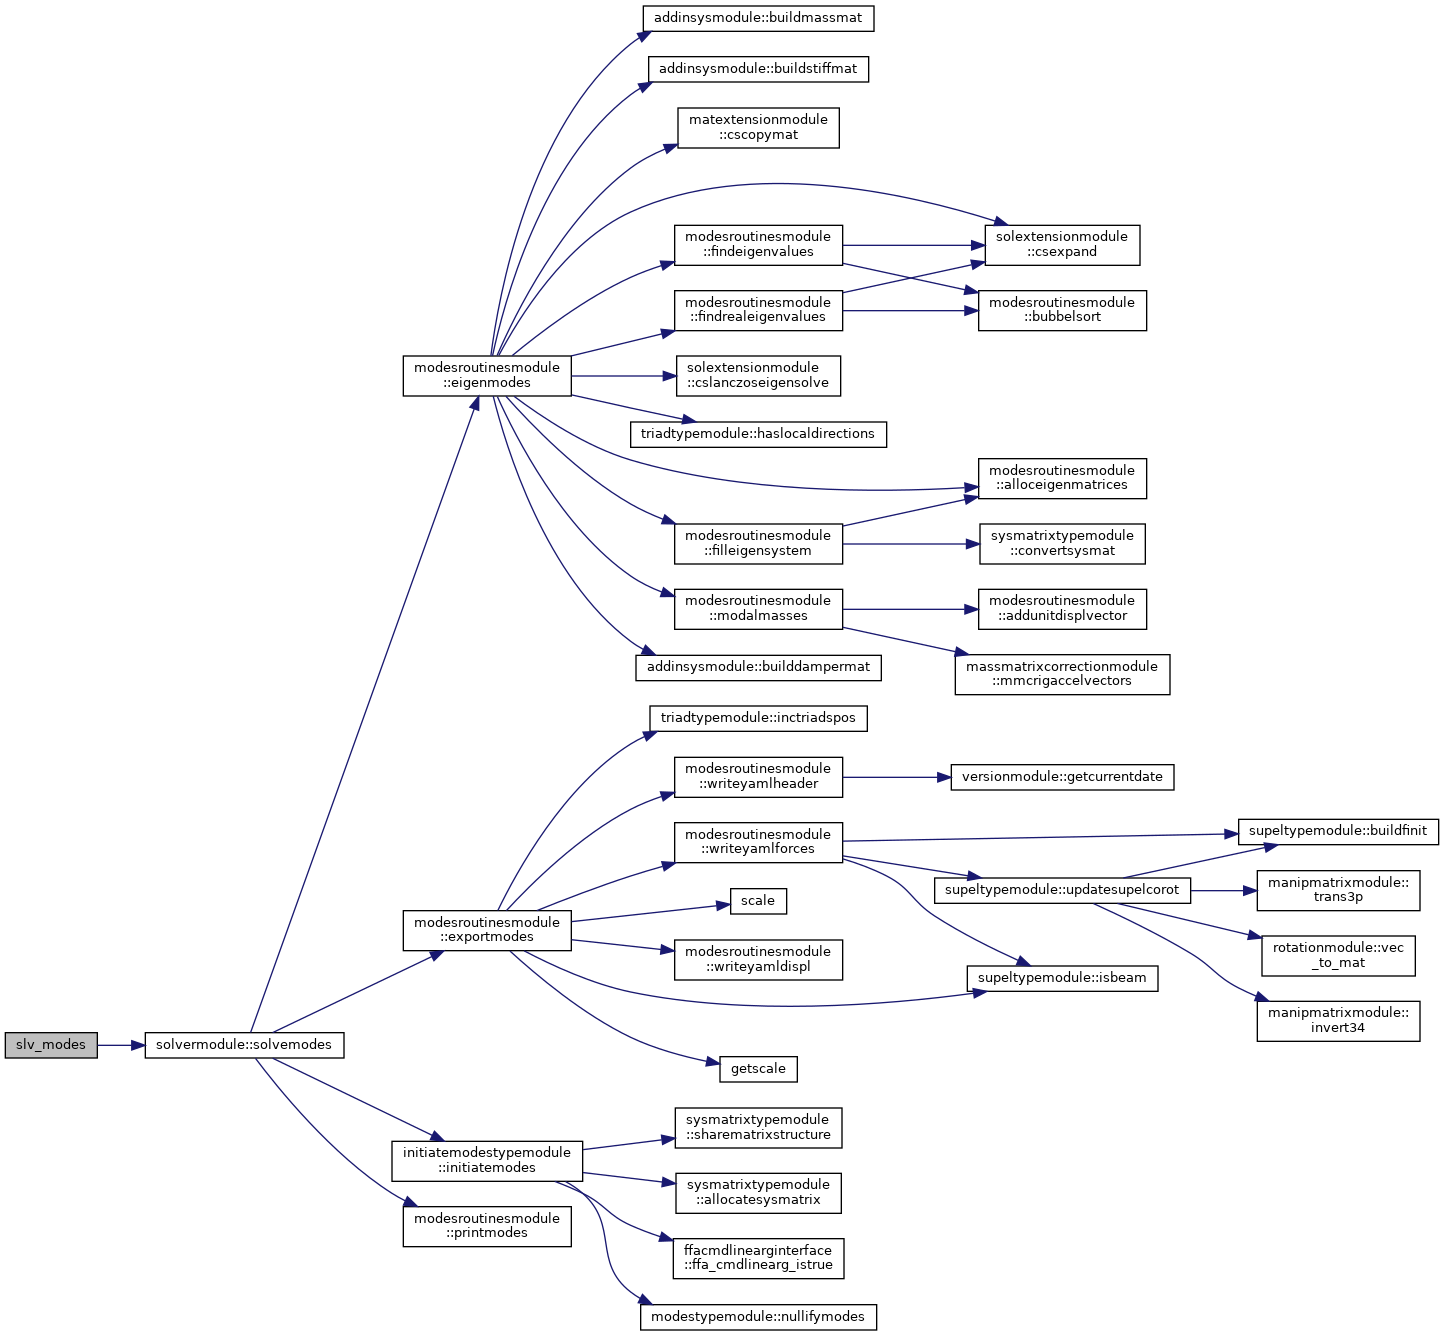 addinsysmodule::buildmassmat
addinsysmodule::buildstiffmat
matextensionmodule
::cscopymat
modesroutinesmodule
::findeigenvalues
solextensionmodule
::csexpand
modesroutinesmodule
::findrealeigenvalues
modesroutinesmodule
::bubbelsort
modesroutinesmodule
::eigenmodes
solextensionmodule
::cslanczoseigensolve
triadtypemodule::haslocaldirections
modesroutinesmodule
::alloceigenmatrices
modesroutinesmodule
::filleigensystem
sysmatrixtypemodule
::convertsysmat
modesroutinesmodule
::modalmasses
modesroutinesmodule
::addunitdisplvector
addinsysmodule::builddampermat
massmatrixcorrectionmodule
::mmcrigaccelvectors
triadtypemodule::inctriadspos
modesroutinesmodule
::writeyamlheader
versionmodule::getcurrentdate
modesroutinesmodule
::writeyamlforces
supeltypemodule::buildfinit
supeltypemodule::updatesupelcorot
manipmatrixmodule::
trans3p
scale
modesroutinesmodule
::exportmodes
modesroutinesmodule
::writeyamldispl
rotationmodule::vec
_to_mat
supeltypemodule::isbeam
manipmatrixmodule::
invert34
slv_modes
solvermodule::solvemodes
getscale
sysmatrixtypemodule
::sharematrixstructure
initiatemodestypemodule
::initiatemodes
sysmatrixtypemodule
::allocatesysmatrix
modesroutinesmodule
::printmodes
ffacmdlinearginterface
::ffa_cmdlinearg_istrue
modestypemodule::nullifymodes